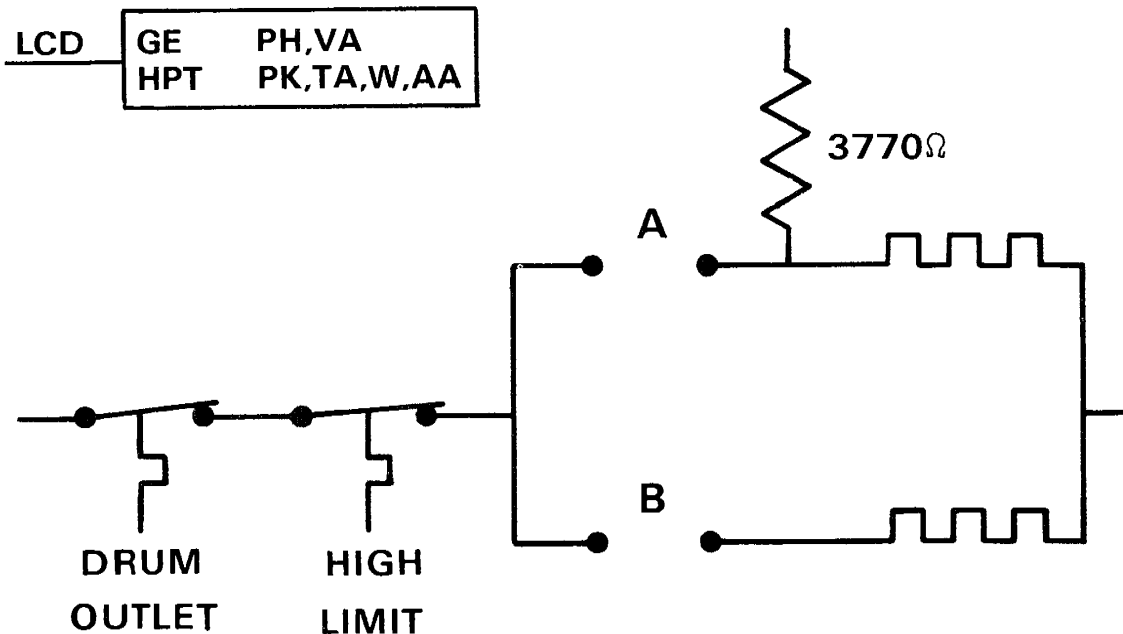 LCD
GE PH,VA
HPT PK,TA,W,AA
3770Ω
A
B
DRUM
OUTLET
HIGH
LIMIT